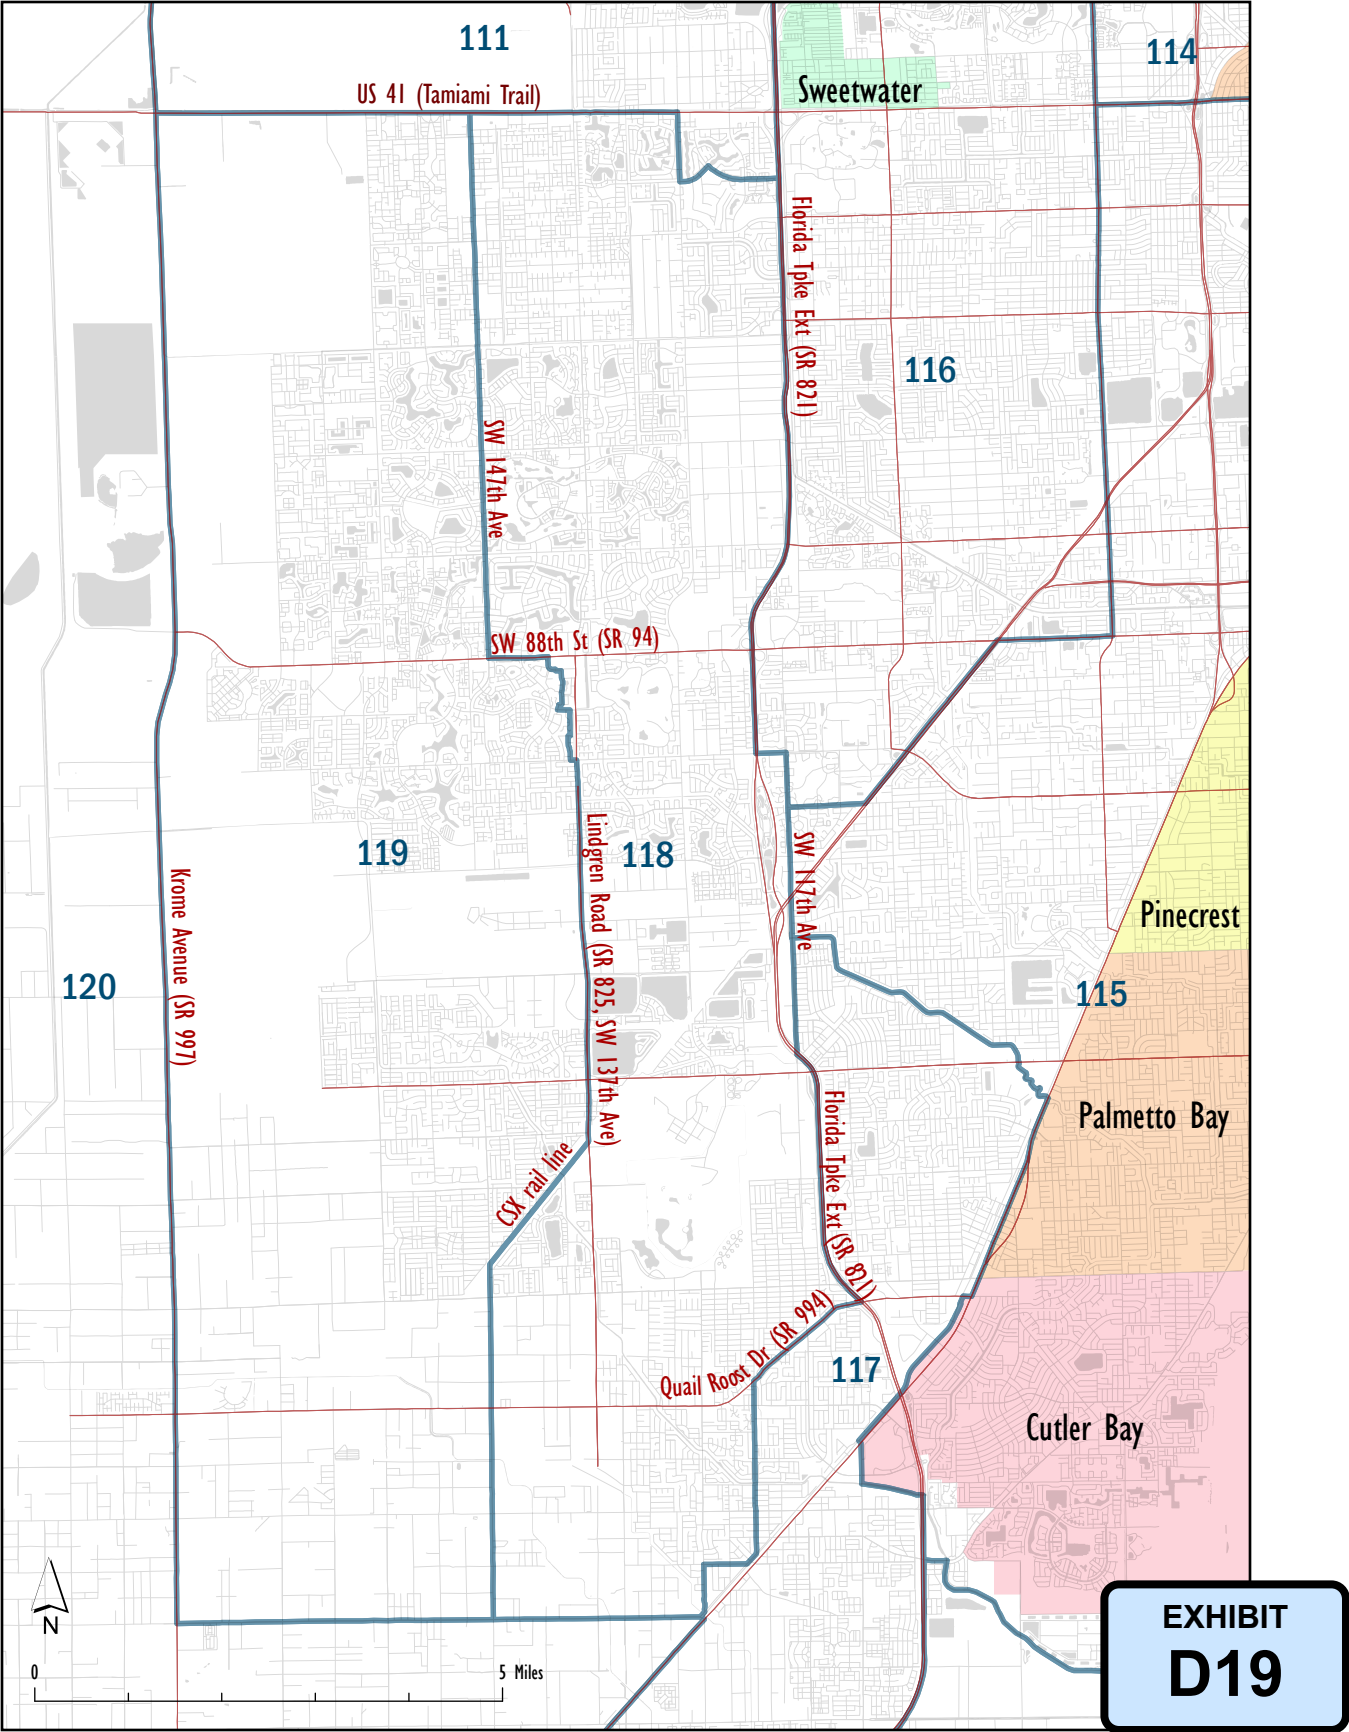 111
114
US 41 (Tamiami Trail)
Sweetwater
Florida Tpke Ext (SR 821)
116
SW 147th Ave
SW 88th St (SR 94)
119
118
Lindgren Road (SR 825, SW 137th Ave)
SW 117th Ave
Krome Avenue (SR 997)
Pinecrest
120
115
Palmetto Bay
Florida Tpke Ext (SR 821)
CSX rail line
Quail Roost Dr (SR 994)
117
Cutler Bay
N
0
5 Miles
EXHIBIT
D19